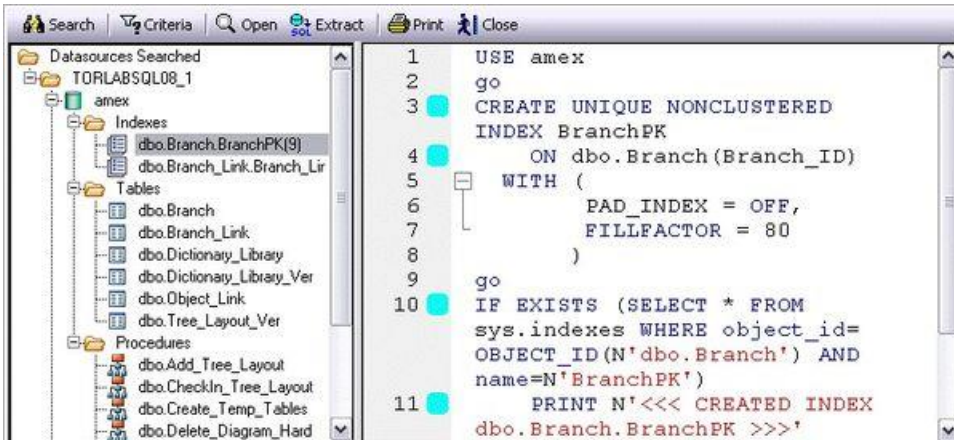 Search Criteria Open Extract Print Close
Datasources Searched
TORLABSQL08_1
amex
Indexes
dbo.Branch.BranchPK(9)
dbo.Branch_Link.Branch_Lir
Tables
dbo.Branch
dbo.Branch_Link
dbo.Dictionary_Library
dbo.Dictionary_Library_Ver
dbo.Object_Link
dbo.Tree_Layout_Ver
Procedures
dbo.Add_Tree_Layout
dbo.CheckIn_Tree_Layout
dbo.Create_Temp_Tables
dbo.Delete_Diagram_Hard
1 USE amex
2 go
3 CREATE UNIQUE NONCLUSTERED
INDEX BranchPK
4 ON dbo.Branch(Branch_ID)
5 WITH (
6 PAD_INDEX = OFF,
7 FILLFACTOR = 80
8 )
9 go
10 IF EXISTS (SELECT * FROM
sys.indexes WHERE object_id=
OBJECT_ID(N'dbo.Branch') AND
name=N'BranchPK')
11 PRINT N'<<< CREATED INDEX
dbo.Branch.BranchPK >>>'